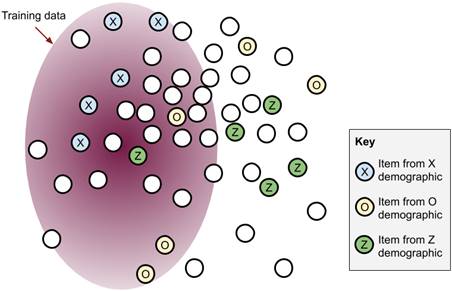 Training data
X
X
O
X
O
X
Z
O
Z
X
Z
Z
Z
O
O
Key
X Item from X
demographic
O Item from O
demographic
Z Item from Z
demographic